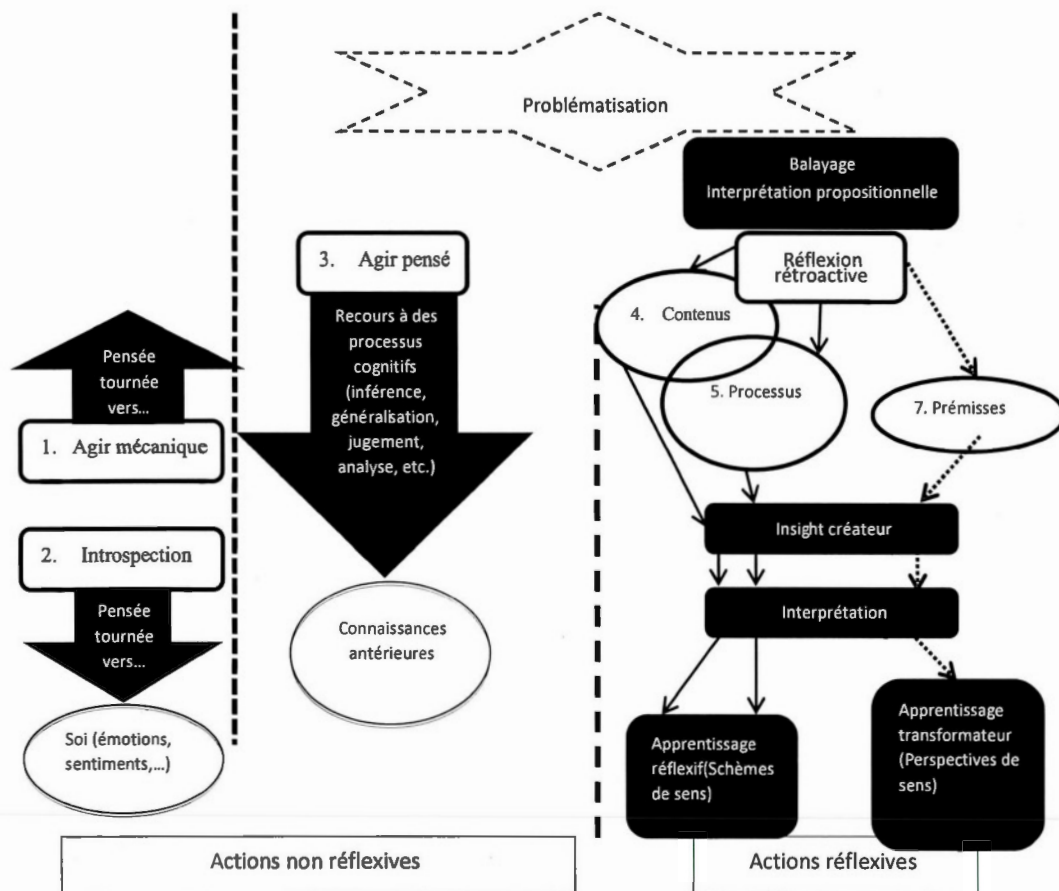 Problématisation
Balayage
Interprétation propositionnelle
Réflexion
rétroactive
3. Agir pensé
Recours à des
processus
cognitifs
(inférence,
généralisation,
jugement,
analyse, etc.)
4. Contenus
5. Processus
7. Prémisses
Pensée
tournée
vers...
1. Agir mécanique
2. Introspection
Pensée
tournée
vers...
Soi (émotions,
sentiments,...)
Connaissances
antérieures
Insight créateur
Interprétation
Apprentissage
réflexif(Schèmes
de sens)
Apprentissage
transformateur
(Perspectives de
sens)
Actions non réflexives
Actions réflexives